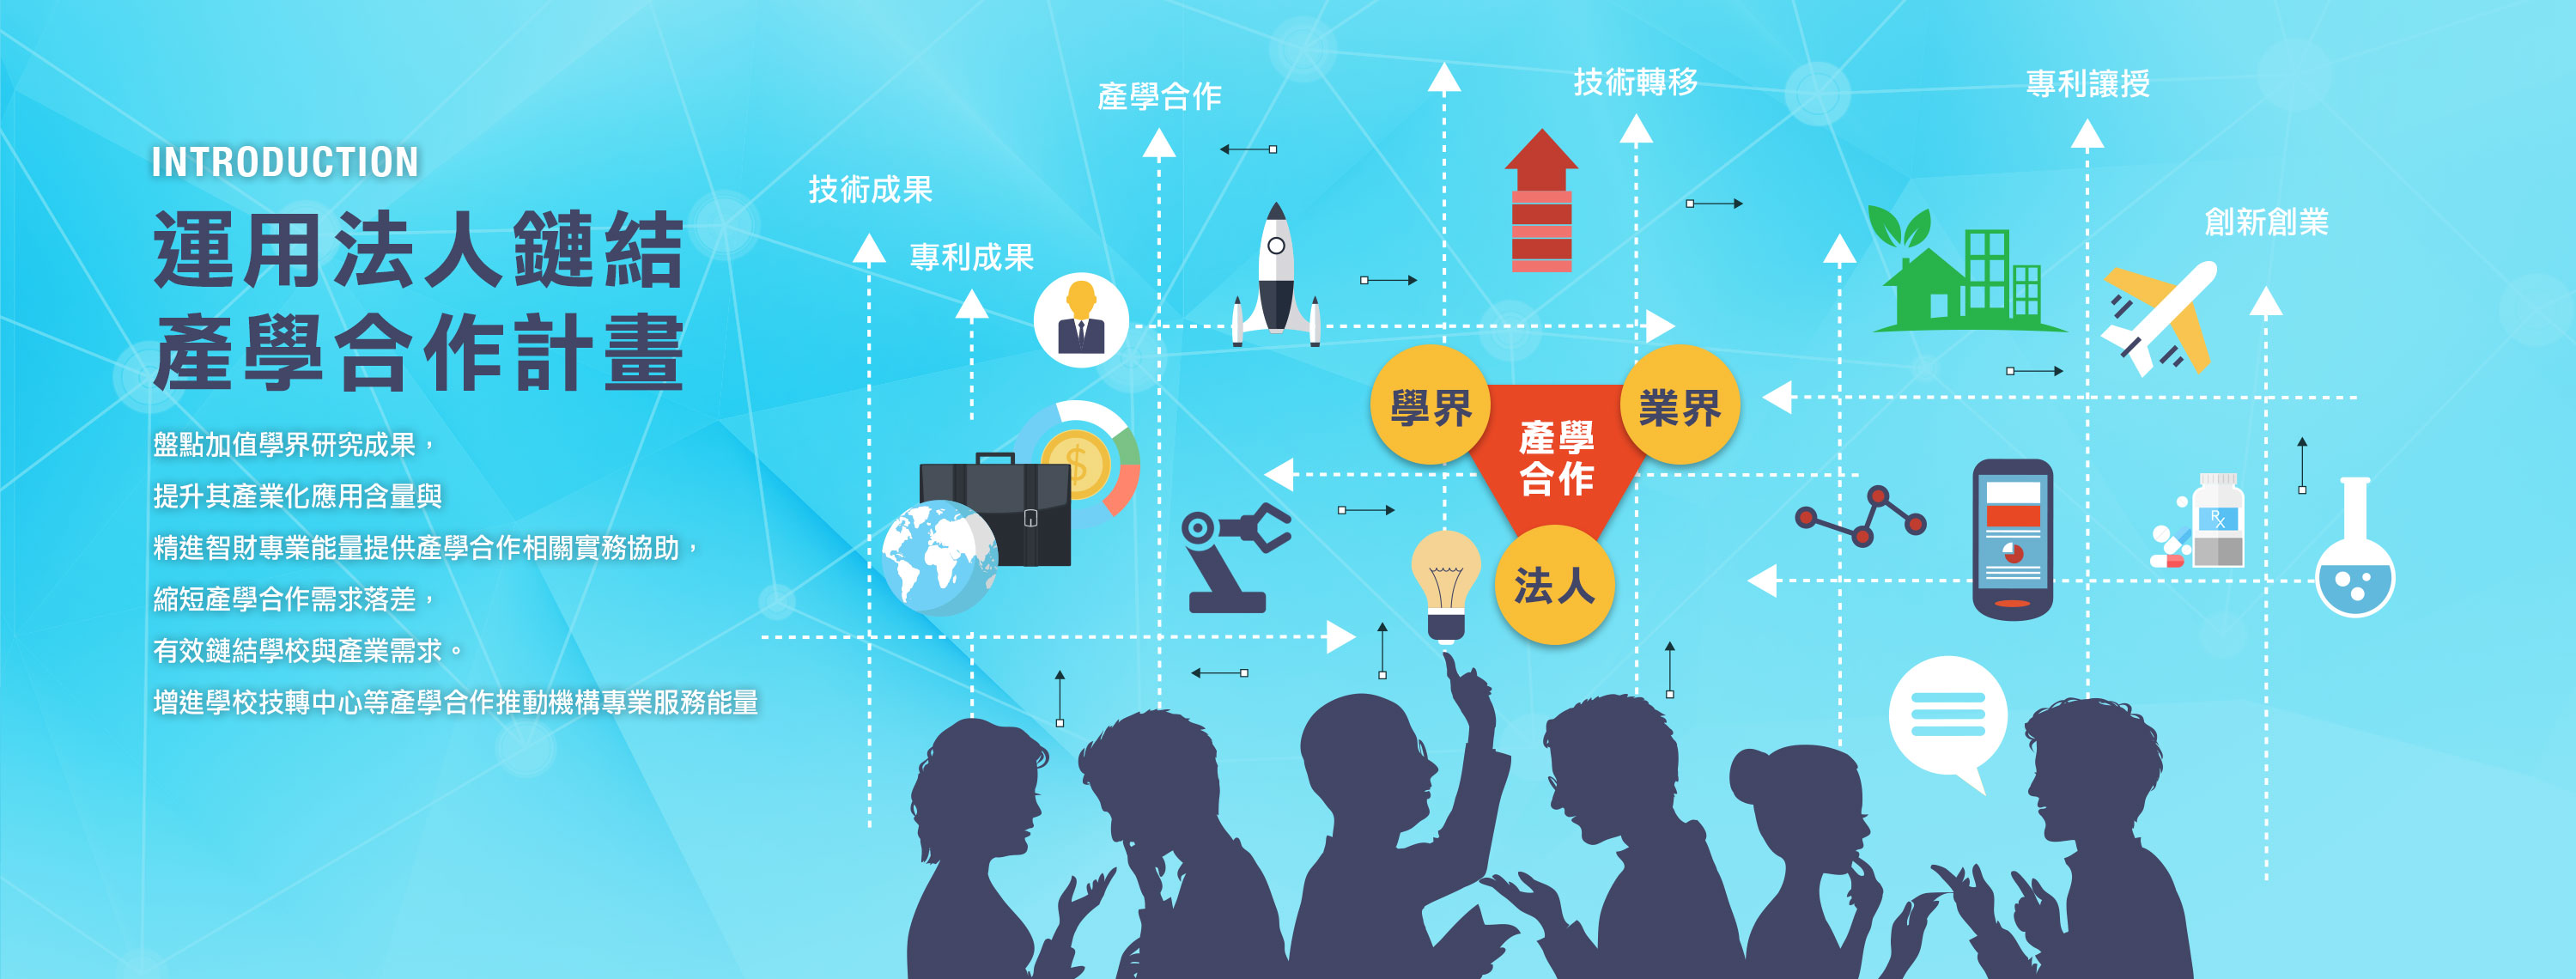 INTRODUCTION
運用法人鏈結
產學合作計畫
盤點加值學界研究成果，
提升其產業化應用含量與
精進智財專業能量提供產學合作相關實務協助，
縮短產學合作需求落差，
有效鏈結學校與產業需求。
增進學校技轉中心等產學合作推動機構專業服務能量
技術成果
專利成果
產學合作
技術轉移
專利讓授
創新創業
學界
業界
產學
合作
法人
$
RX